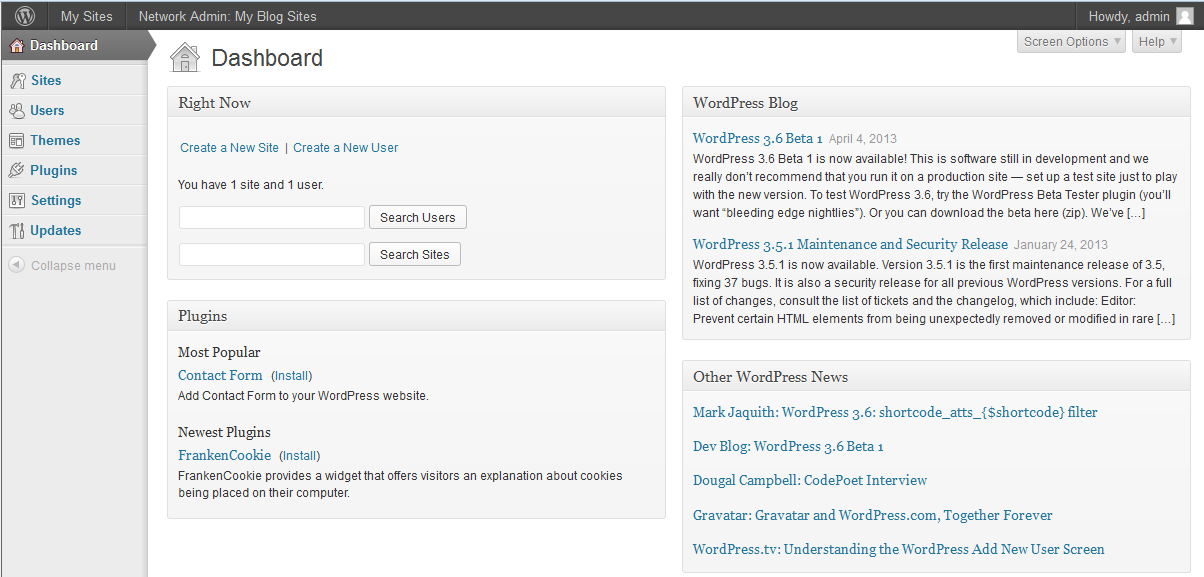 My Sites
Network Admin: My Blog Sites
Howdy, admin
Dashboard
Sites
Users
Themes
Plugins
Settings
Updates
Collapse menu
Screen Options
Help
Dashboard
Right Now
Create a New Site | Create a New User
You have 1 site and 1 user.
Search Users
Search Sites
Plugins
Most Popular
Contact Form (Install)
Add Contact Form to your WordPress website.
Newest Plugins
FrankenCookie (Install)
FrankenCookie provides a widget that offers visitors an explanation about cookies
being placed on their computer.
WordPress Blog
WordPress 3.6 Beta 1 April 4, 2013
WordPress 3.6 Beta 1 is now available! This is software still in development and we
really don’t recommend that you run it on a production site — set up a test site just to play
with the new version. To test WordPress 3.6, try the WordPress Beta Tester plugin (you’ll
want “bleeding edge nightlies”). Or you can download the beta here (zip). We’ve […]
WordPress 3.5.1 Maintenance and Security Release January 24, 2013
WordPress 3.5.1 is now available. Version 3.5.1 is the first maintenance release of 3.5,
fixing 37 bugs. It is also a security release for all previous WordPress versions. For a full
list of changes, consult the list of tickets and the changelog, which include: Editor:
Prevent certain HTML elements from being unexpectedly removed or modified in rare […]
Other WordPress News
Mark Jaquith: WordPress 3.6: shortcode_atts_{$shortcode} filter
Dev Blog: WordPress 3.6 Beta 1
Dougal Campbell: CodePoet Interview
Gravatar: Gravatar and WordPress.com, Together Forever
WordPress.tv: Understanding the WordPress Add New User Screen